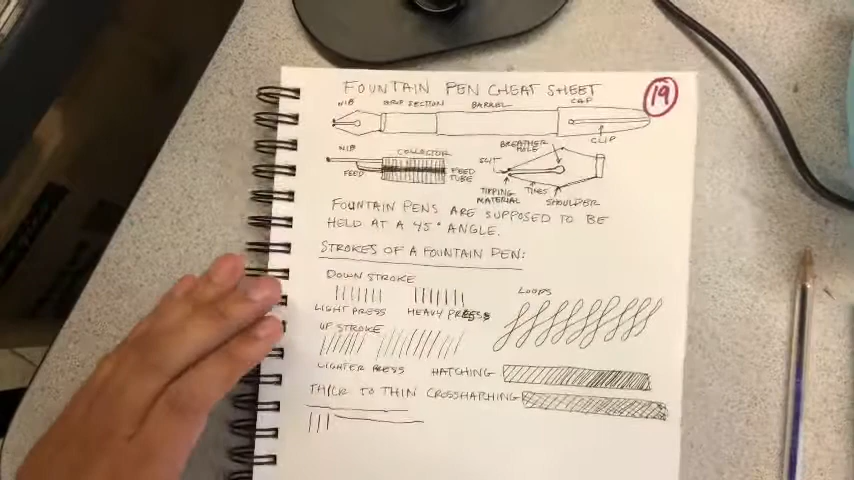 FOUNTAIN PEN CHEAT SHEET
19
NIB GRIP SECTION BARREL CAP
CLIP
NIB COLLECTOR
FEED FEED TUBE
BREATHER HOLE
SLIT
TIPPING MATERIAL TINES SHOULDER
FOUNTAIN PENS ARE SUPPOSED TO BE
HELD AT A 45° ANGLE.
STROKES OF A FOUNTAIN PEN:
DOWN STROKE
LOOPS
LIGHT PRESS HEAVY PRESS
UP STROKE
LIGHTER PRESS HATCHING
THICK TO THIN CROSSHATCHING